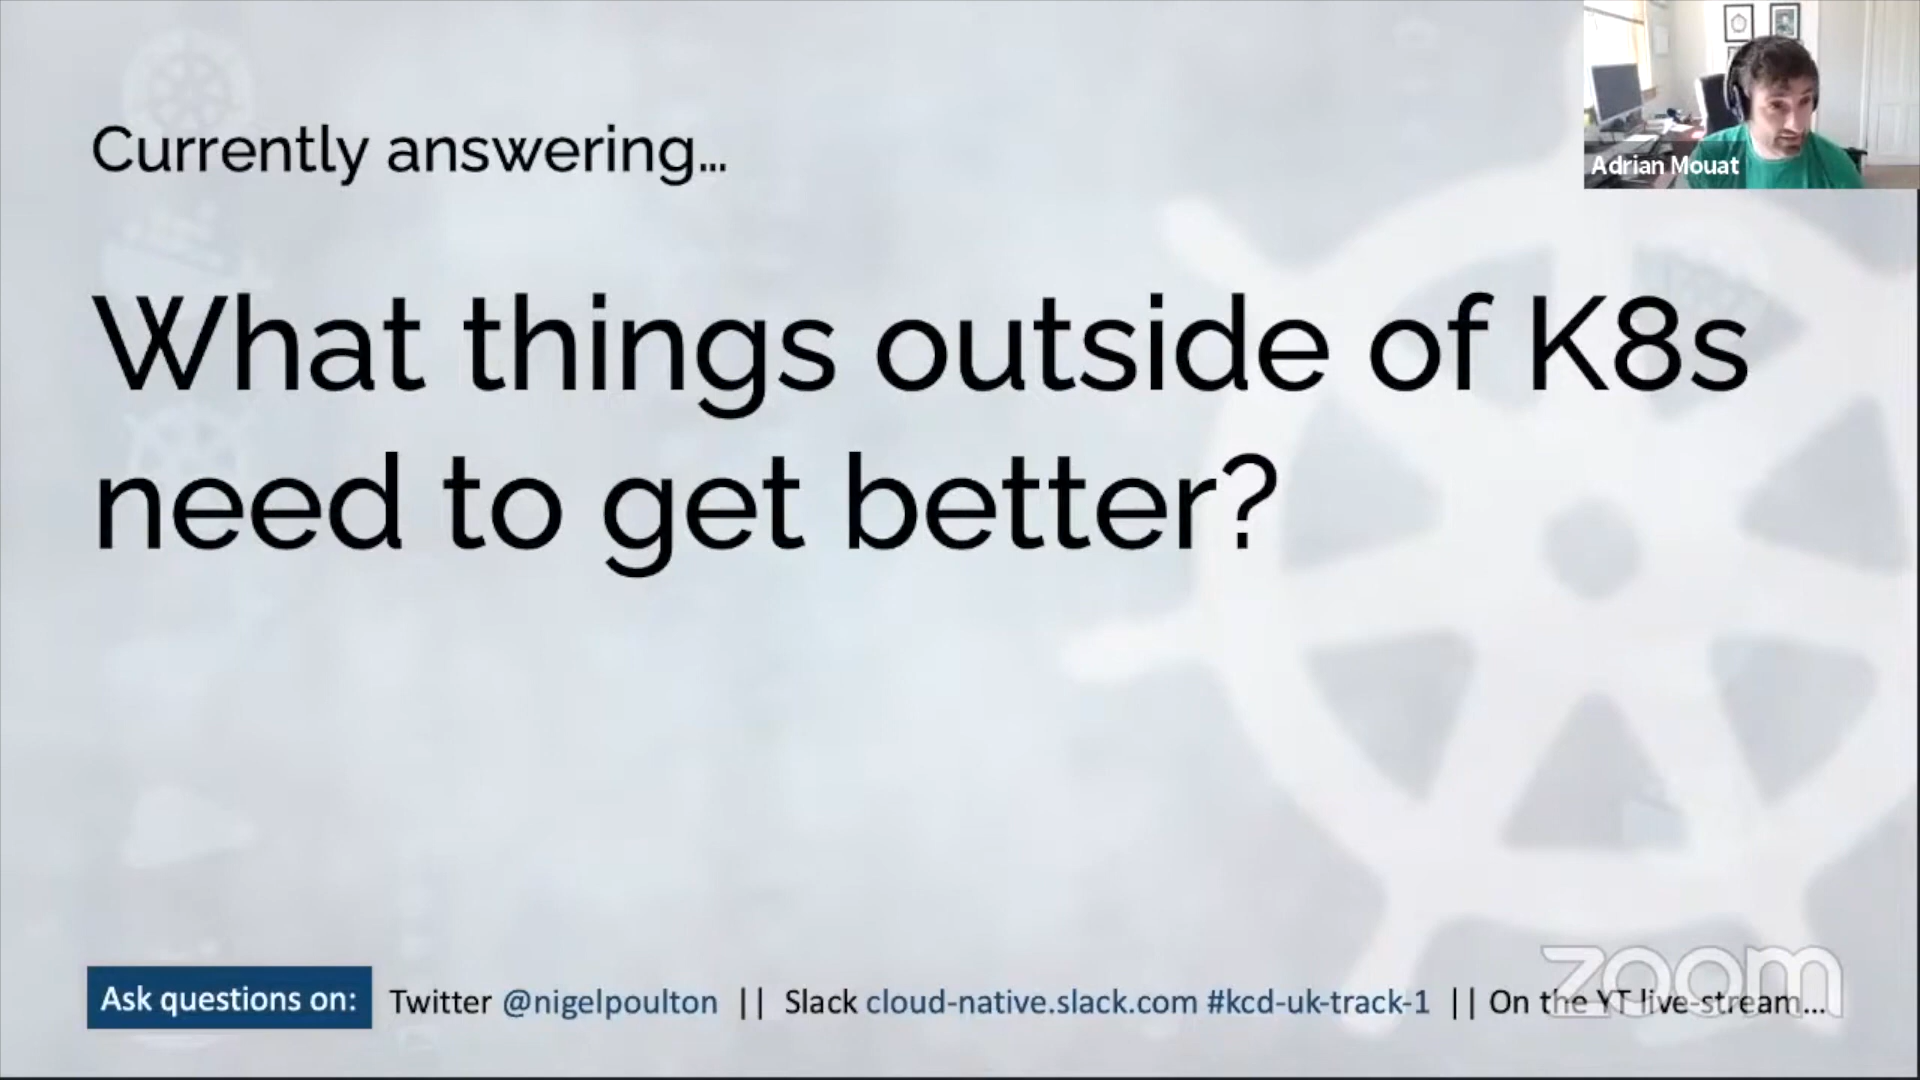 Adrian Mouat
Currently answering...
What things outside of K8s
need to get better?
Ask questions on: Twitter @nigelpoulton || Slack cloud-native.slack.com #kcd-uk-track-1 || On the YT live-stream...
zoom